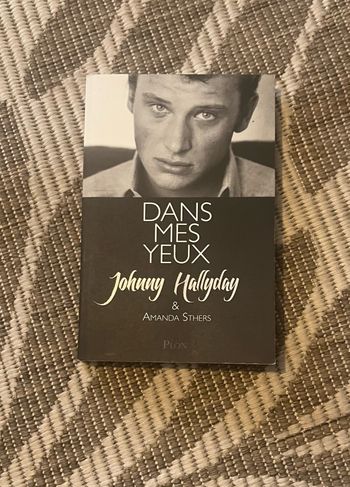 DANS
MES
YEUX
Johnny Hallyday
&
AMANDA STHERS
PLON